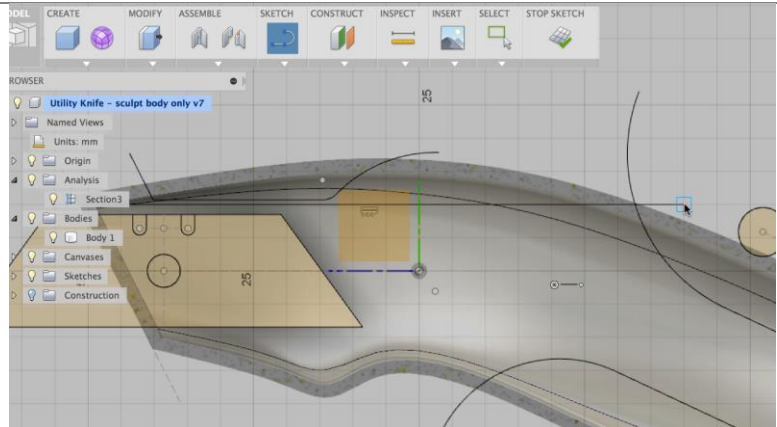 ODEL CREATE MODIFY ASSEMBLE SKETCH CONSTRUCT INSPECT INSERT SELECT STOP SKETCH
ROWSER
Utility Knife - sculpt body only v7
Named Views
Units: mm
Origin
Analysis
Section3
Bodies
Body 1
Canvases
Sketches
Construction
25
25